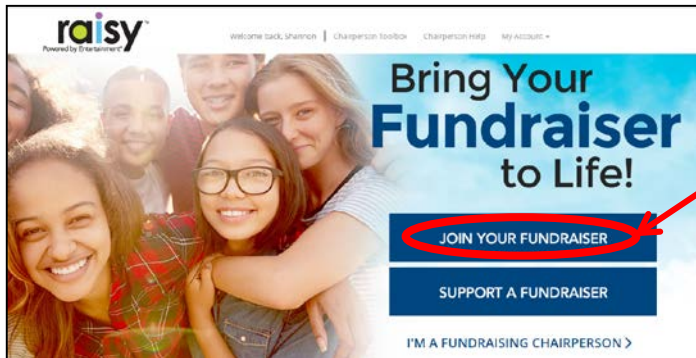 raisy™
Powered by Entertainment®
Welcome back, Shannon | Chairperson Toolbox Chairperson Help My Account
Bring Your
Fundraiser
to Life!
JOIN YOUR FUNDRAISER
SUPPORT A FUNDRAISER
I'M A FUNDRAISING CHAIRPERSON >